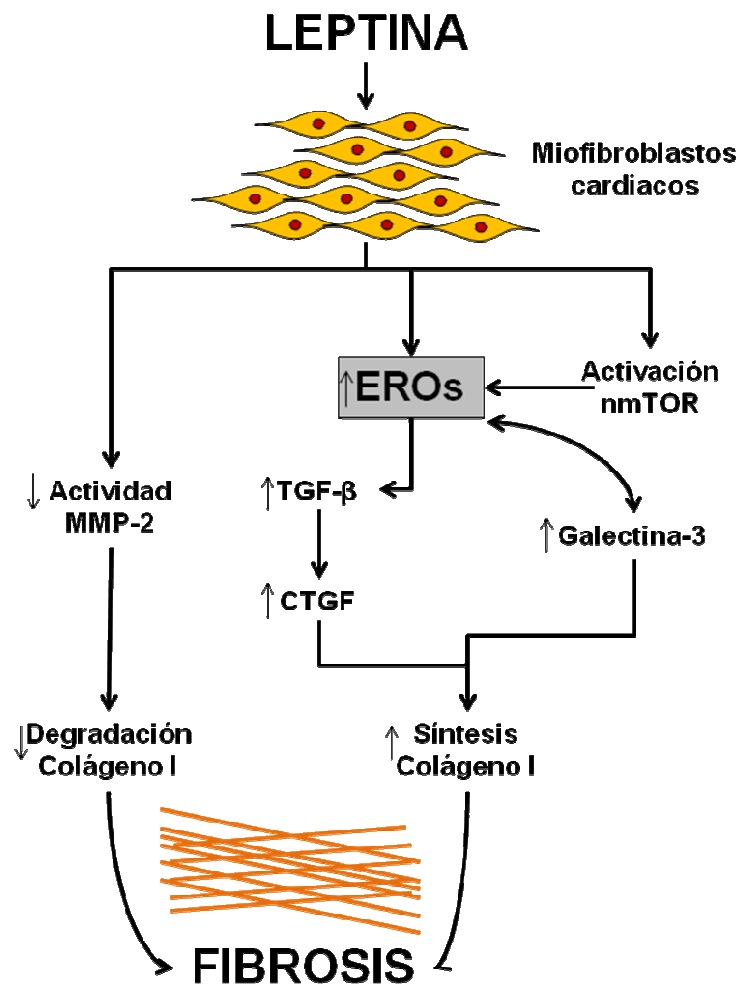 LEPTINA
Miofibroblastos
cardiacos
↑EROs
Activación
nmTOR
↓ Actividad
MMP-2
↑TGF-β
↑ Galectina-3
↑ CTGF
↓Degradación
Colágeno I
↑ Síntesis
Colágeno I
FIBROSIS